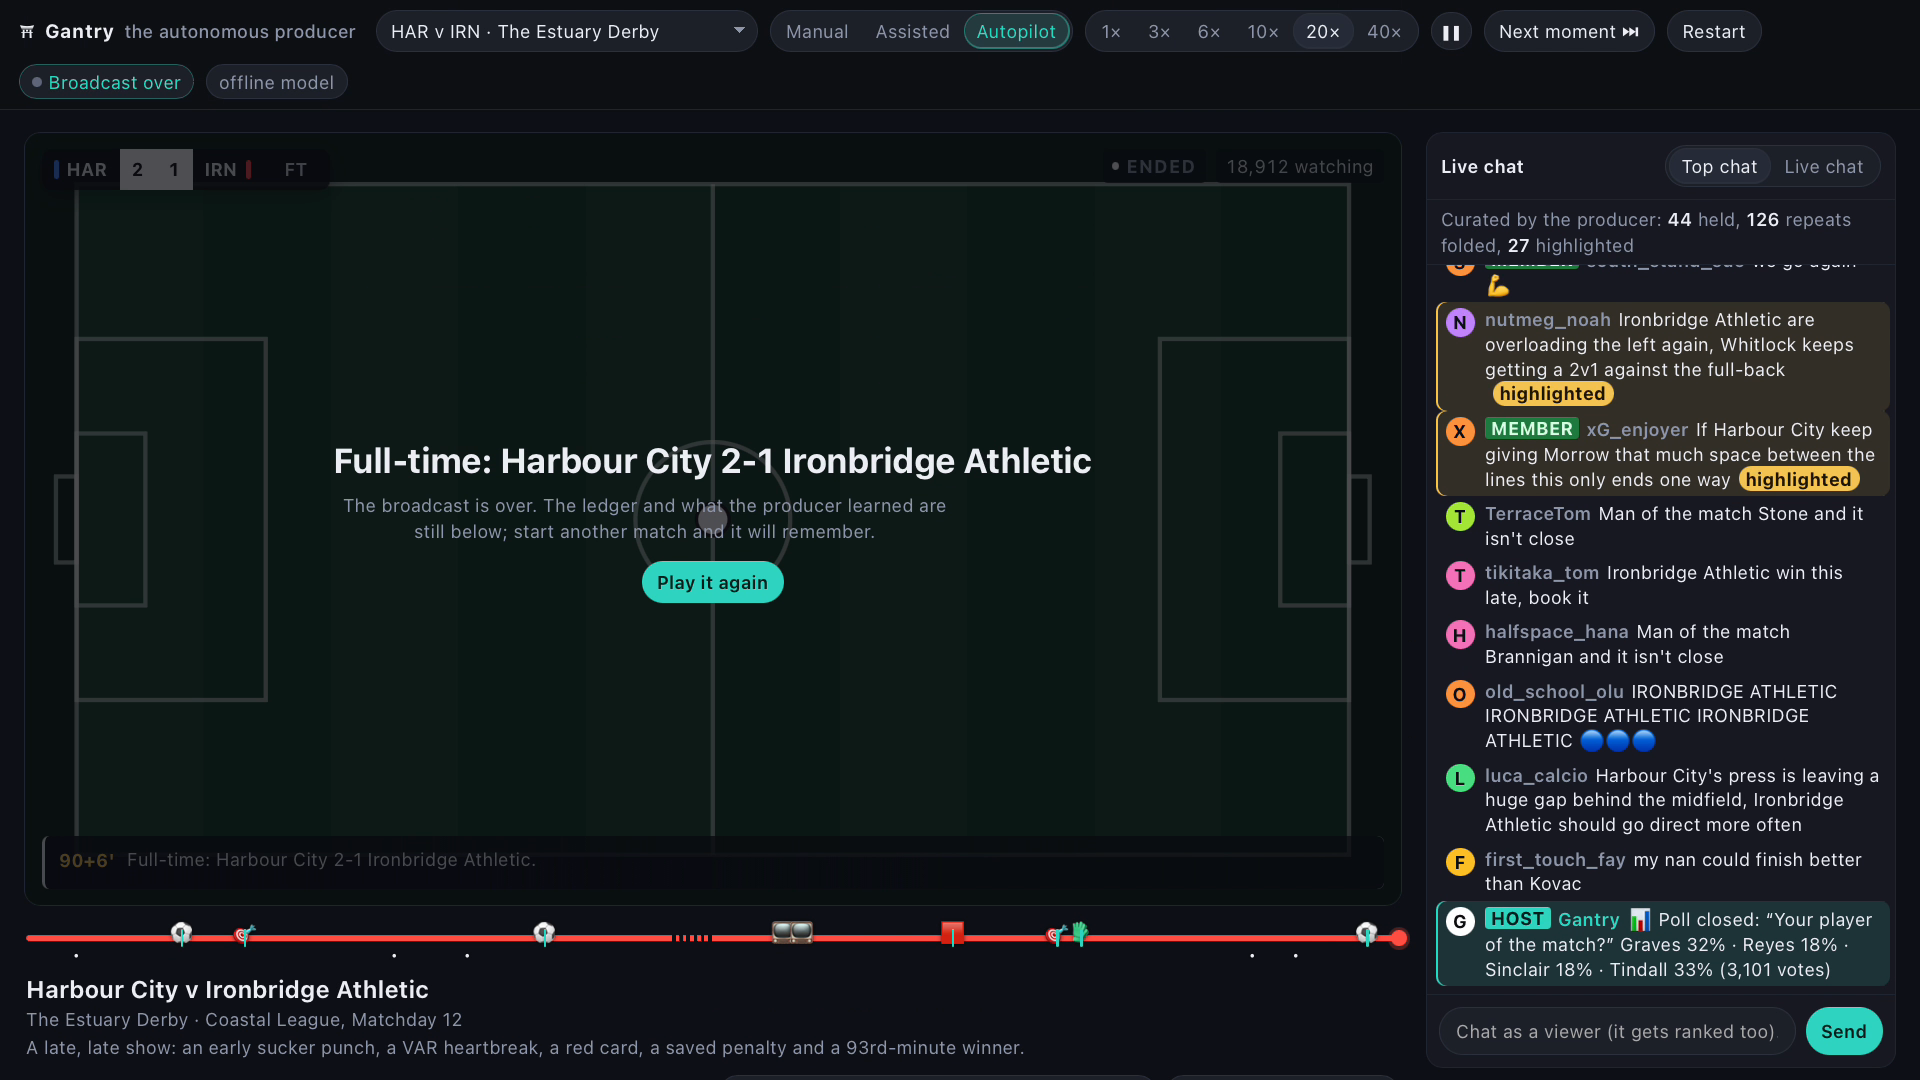 Gantry the autonomous producer
HAR v IRN · The Estuary Derby
Manual Assisted Autopilot
1× 3× 6× 10× 20× 40×
Next moment
Restart
Broadcast over
offline model
HAR 2 1 IRN FT
ENDED
18,912 watching
Full-time: Harbour City 2-1 Ironbridge Athletic
The broadcast is over. The ledger and what the producer learned are
still below; start another match and it will remember.
Play it again
90+6' Full-time: Harbour City 2-1 Ironbridge Athletic.
Harbour City v Ironbridge Athletic
The Estuary Derby · Coastal League, Matchday 12
A late, late show: an early sucker punch, a VAR heartbreak, a red card, a saved penalty and a 93rd-minute winner.
Live chat
Top chat Live chat
Curated by the producer: 44 held, 126 repeats
folded, 27 highlighted
N nutmeg_noah Ironbridge Athletic are
overloading the left again, Whitlock keeps
getting a 2v1 against the full-back
highlighted
X MEMBER xG_enjoyer If Harbour City keep
giving Morrow that much space between the
lines this only ends one way highlighted
T TerraceTom Man of the match Stone and it
isn't close
T tikitaka_tom Ironbridge Athletic win this
late, book it
H halfspace_hana Man of the match
Brannigan and it isn't close
O old_school_olu IRONBRIDGE ATHLETIC
IRONBRIDGE ATHLETIC IRONBRIDGE
ATHLETIC 🔵🔵🔵
L luca_calcio Harbour City's press is leaving a
huge gap behind the midfield, Ironbridge
Athletic should go direct more often
F first_touch_fay my nan could finish better
than Kovac
G HOST Gantry 📊 Poll closed: “Your player
of the match?” Graves 32% · Reyes 18% ·
Sinclair 18% · Tindall 33% (3,101 votes)
Chat as a viewer (it gets ranked too)
Send